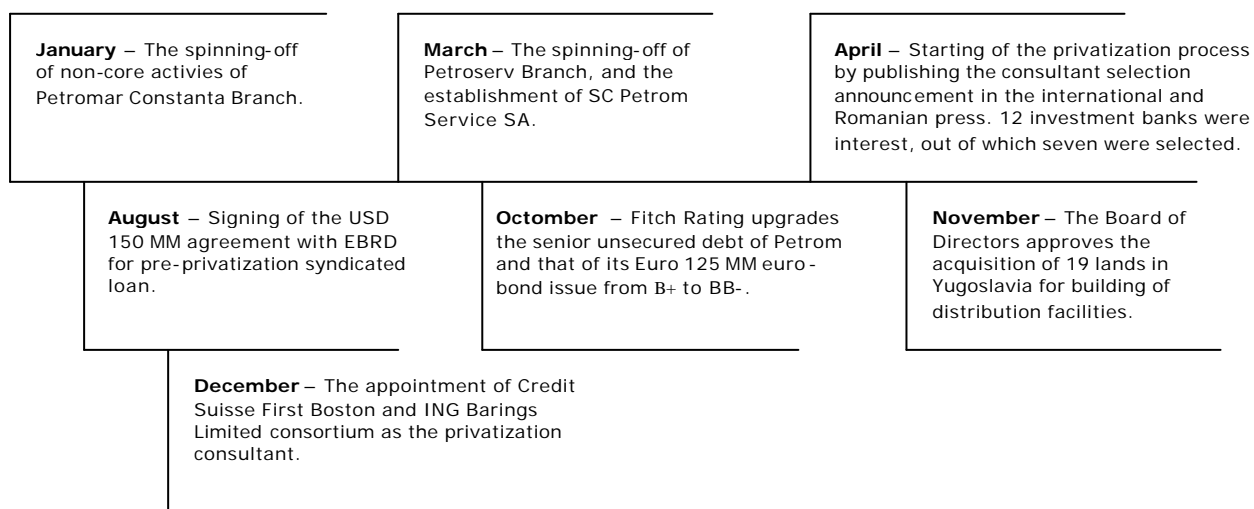 January – The spinning-off
of non-core activies of
Petromar Constanta Branch.
March – The spinning-off of
Petroserv Branch, and the
establishment of SC Petrom
Service SA.
April – Starting of the privatization process
by publishing the consultant selection
announcement in the international and
Romanian press. 12 investment banks were
interest, out of which seven were selected.
August – Signing of the USD
150 MM agreement with EBRD
for pre-privatization syndicated
loan.
Octomber – Fitch Rating upgrades
the senior unsecured debt of Petrom
and that of its Euro 125 MM euro-
bond issue from B+ to BB-.
November – The Board of
Directors approves the
acquisition of 19 lands in
Yugoslavia for building of
distribution facilities.
December – The appointment of Credit
Suisse First Boston and ING Barings
Limited consortium as the privatization
consultant.